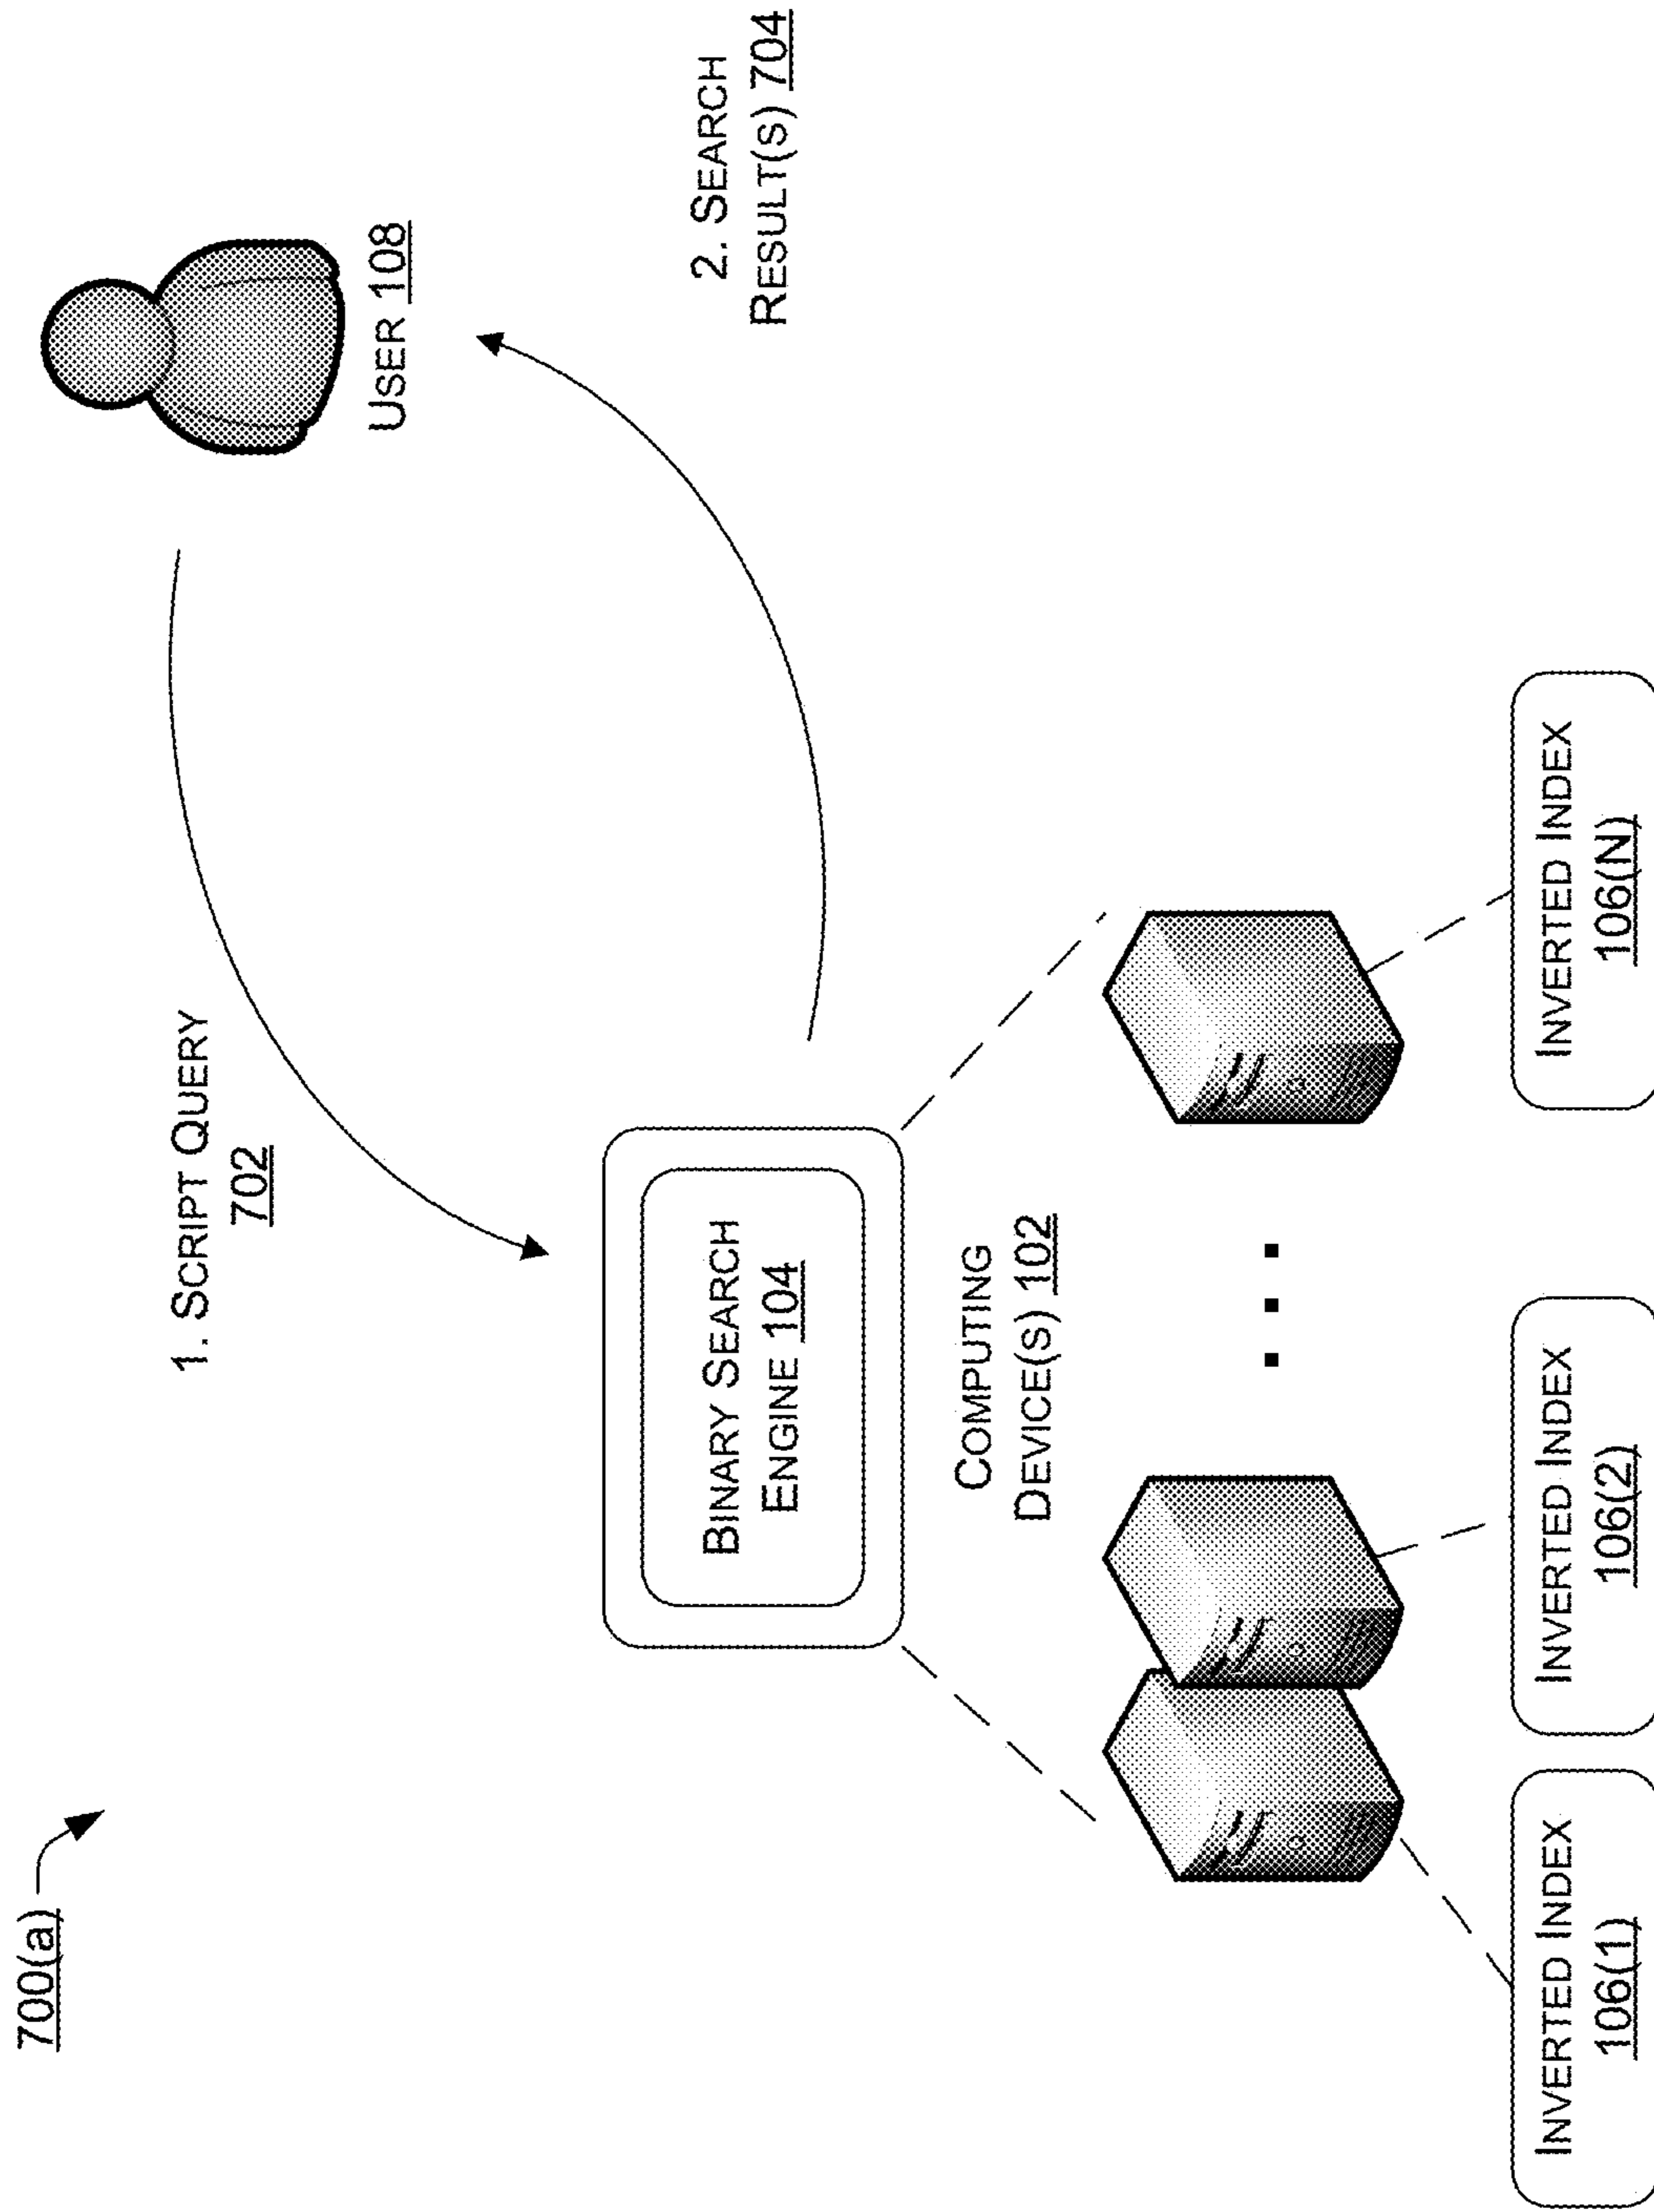 700(a)
USER 108
1. SCRIPT QUERY
702
2. SEARCH
RESULT(S) 704
BINARY SEARCH
ENGINE 104
COMPUTING
DEVICE(S) 102
INVERTED INDEX
106(1)
INVERTED INDEX
106(2)
INVERTED INDEX
106(N)